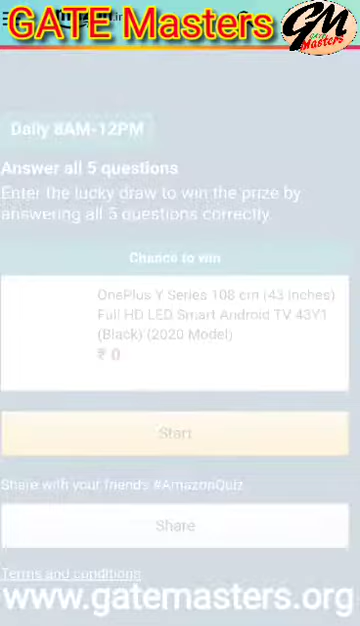 GATE Masters
GM
GATE
Masters
Daily 8AM-12PM
Answer all 5 questions
Enter the lucky draw to win the prize by
answering all 5 questions correctly.
Chance to win
OnePlus Y Series 108 cm (43 inches)
Full HD LED Smart Android TV 43Y1
(Black) (2020 Model)
₹ 0
Start
Share with your friends #AmazonQuiz
Share
Terms and conditions
www.gatemasters.org